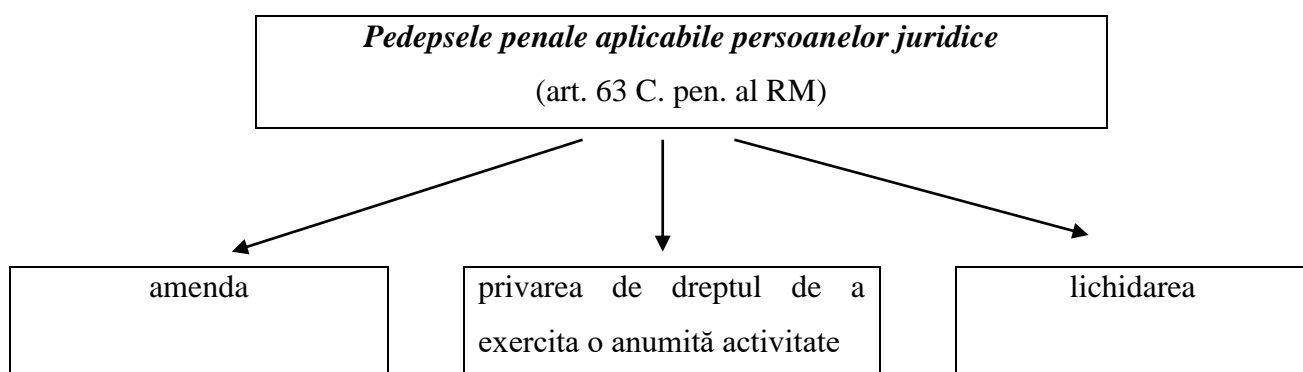 Pedepsele penale aplicabile persoanelor juridice
(art. 63 C. pen. al RM)
amenda
privarea de dreptul de a
exercita o anumită activitate
lichidarea